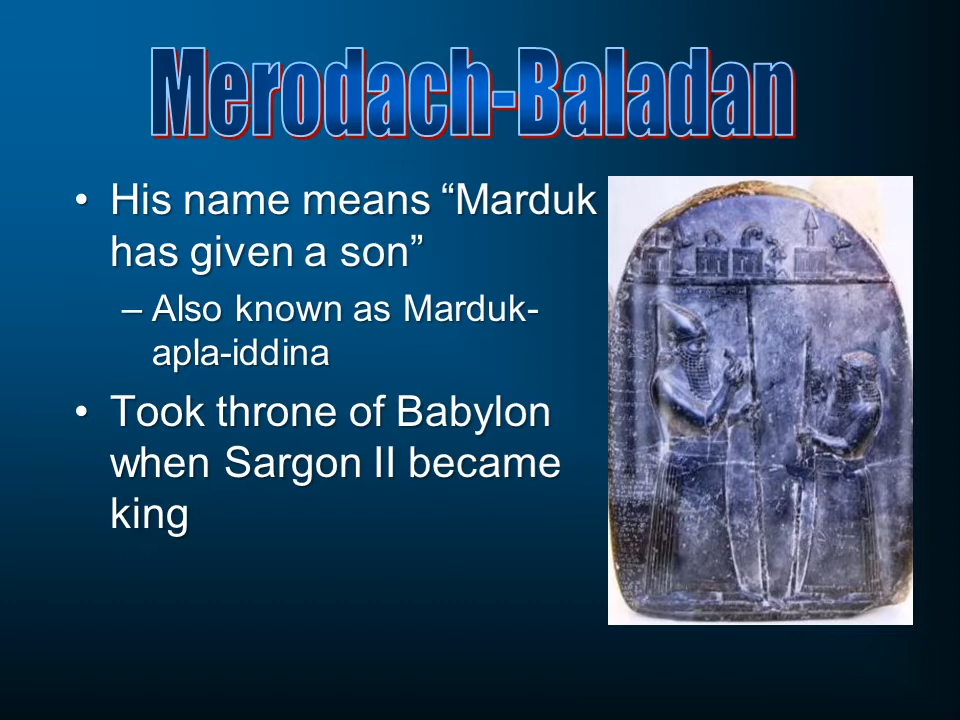 Merodach-Baladan
• His name means “Marduk
has given a son”
– Also known as Marduk-
apla-iddina
• Took throne of Babylon
when Sargon II became
king